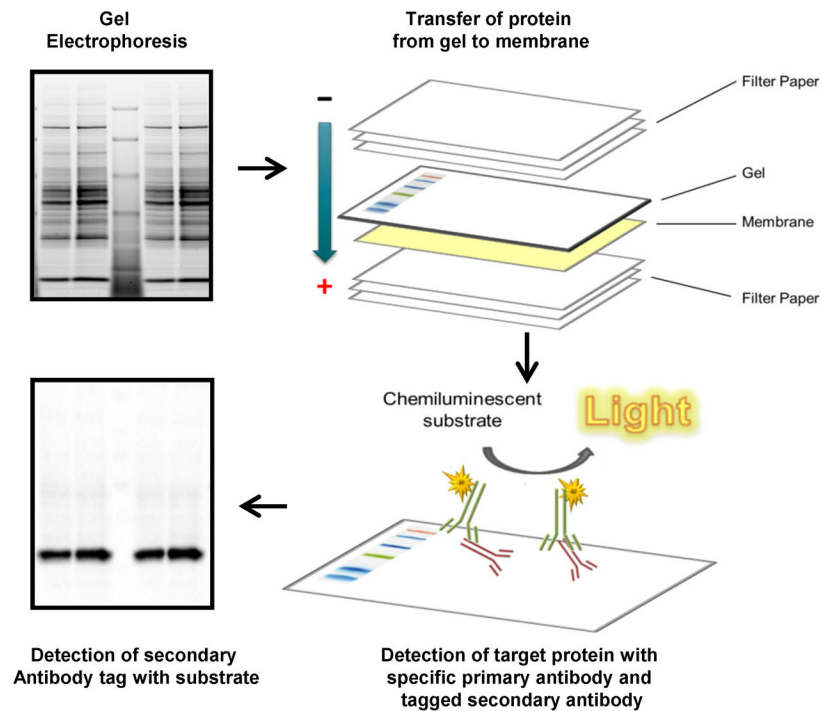 Gel
Electrophoresis
Transfer of protein
from gel to membrane
−
+
Filter Paper
Gel
Membrane
Filter Paper
Chemiluminescent
substrate
Light
Detection of secondary
Antibody tag with substrate
Detection of target protein with
specific primary antibody and
tagged secondary antibody